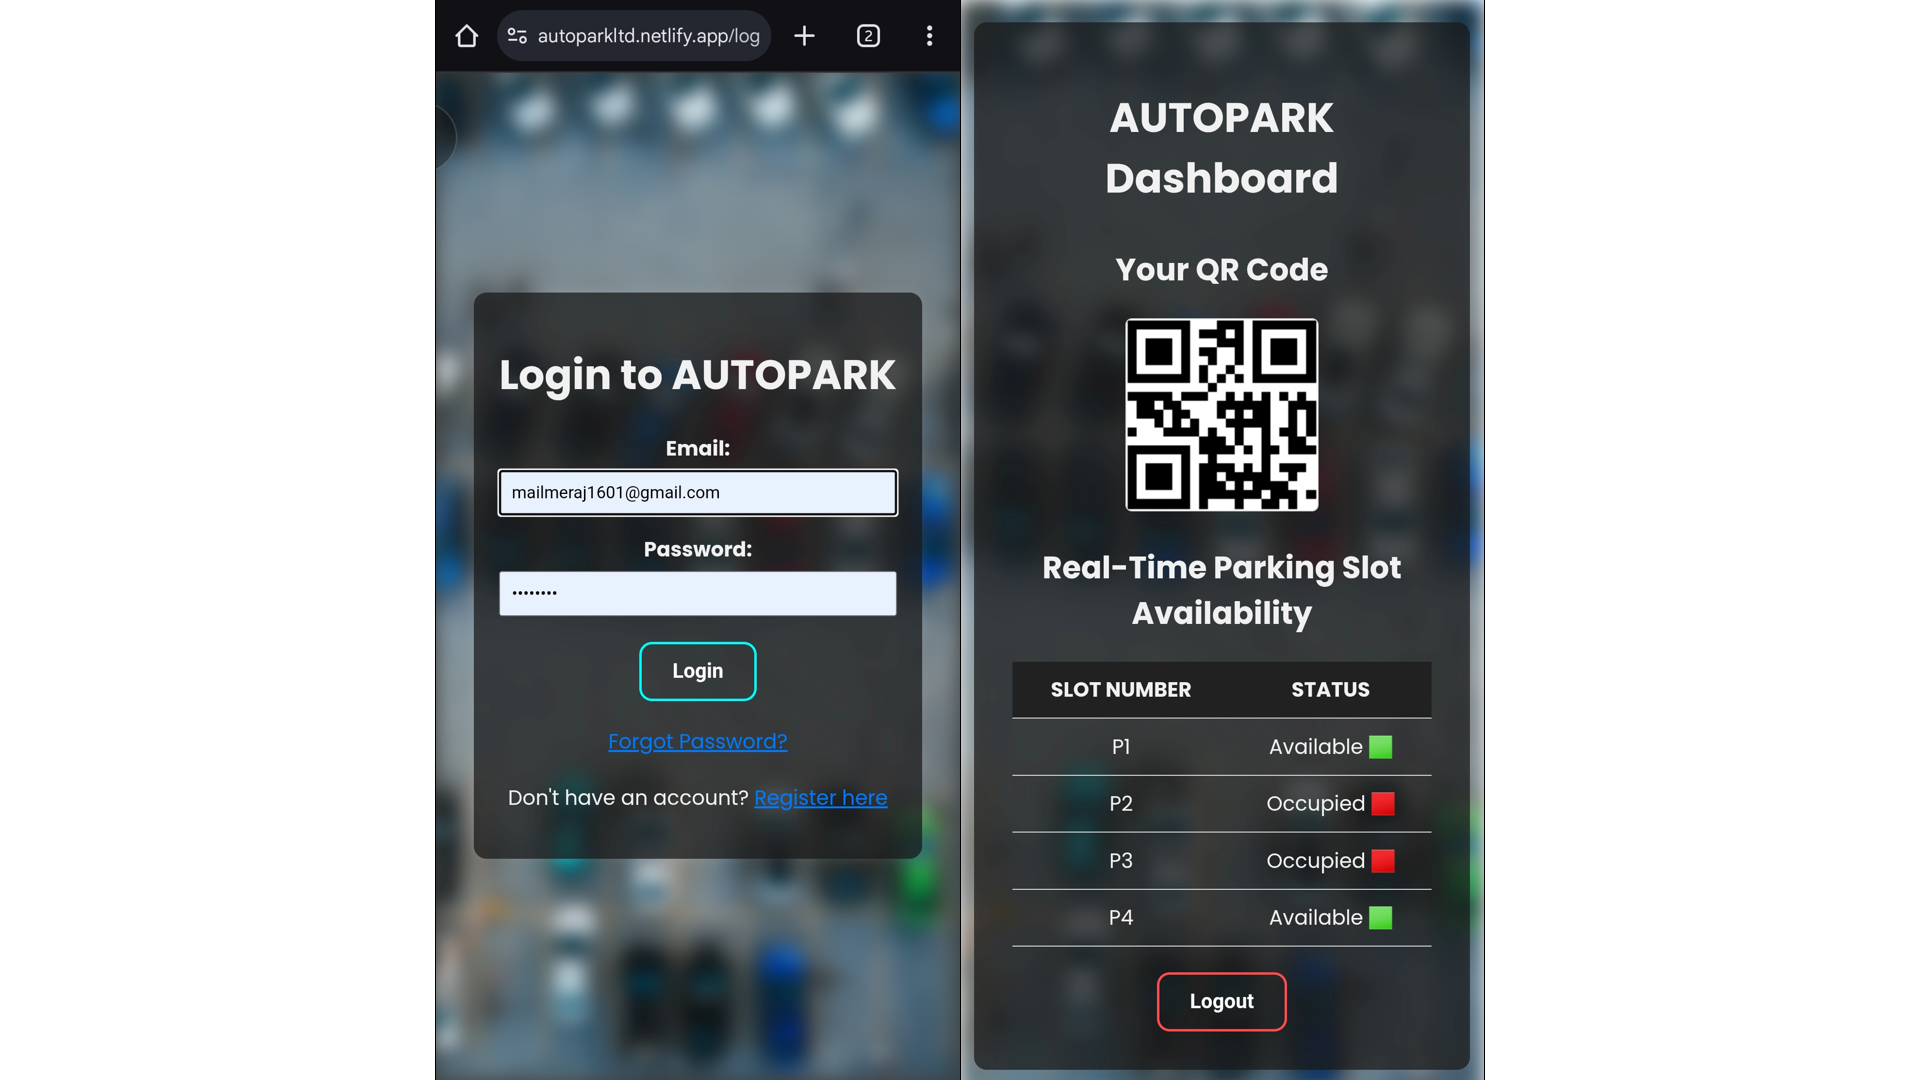 autoparkltd.netlify.app/log
2
Login to AUTOPARK
Email:
mailmeraj1601@gmail.com
Password:
••••••••
Login
Forgot Password?
Don't have an account? Register here
AUTOPARK
Dashboard
Your QR Code
Real-Time Parking Slot
Availability
SLOT NUMBER STATUS
P1 Available
P2 Occupied
P3 Occupied
P4 Available
Logout